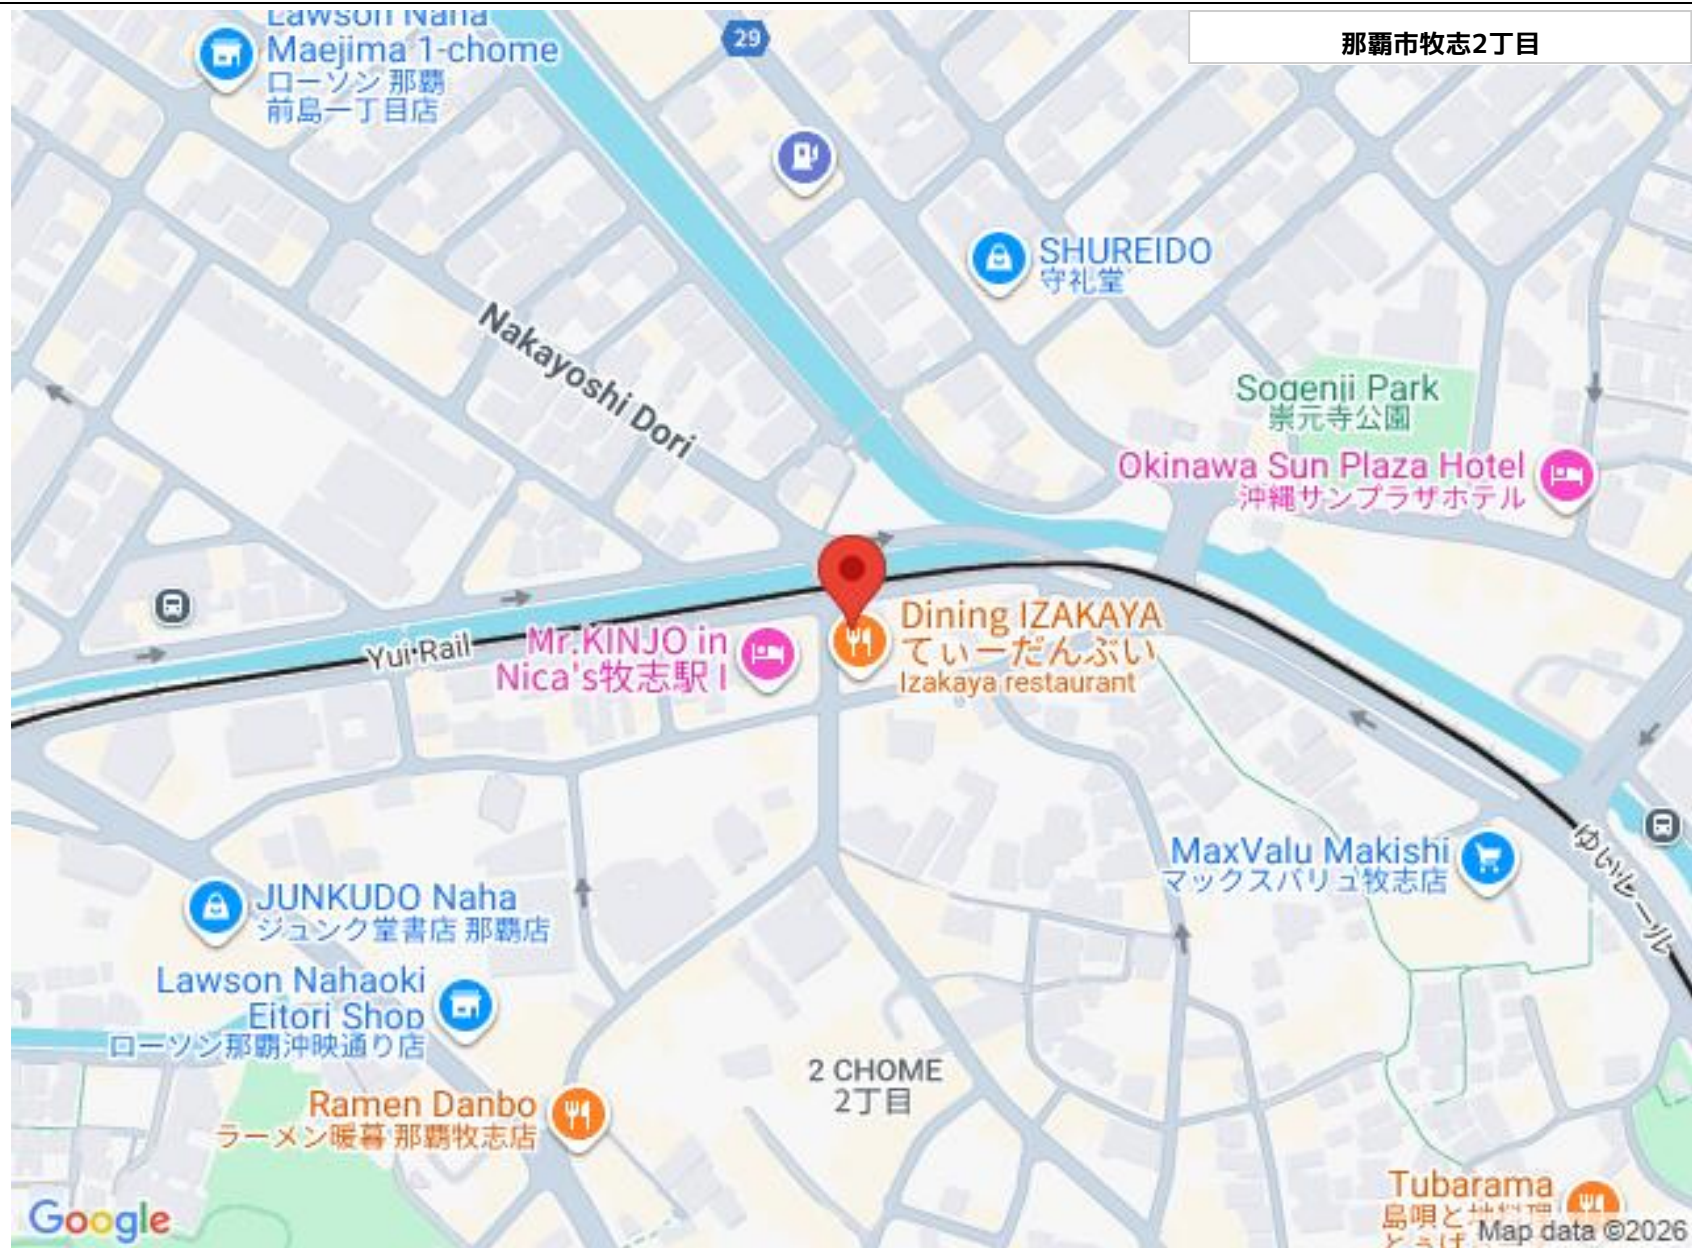 Lawson Naha
Maejima 1-chome
ローソン 那覇
前島一丁目店
29
那覇市牧志2丁目
SHUREIDO
守礼堂
Nakayoshi Dori
Sogenji Park
崇元寺公園
Okinawa Sun Plaza Hotel
沖縄サンプラザホテル
Yui Rail
Mr.KINJO in
Nica's牧志駅 I
Dining IZAKAYA
てぃーだんぶい
Izakaya restaurant
MaxValu Makishi
マックスバリュ牧志店
ゆいレール
JUNKUDO Naha
ジュンク堂書店 那覇店
Lawson Nahaoki
Eitori Shop
ローソン那覇沖映通り店
2 CHOME
2丁目
Ramen Danbo
ラーメン暖暮 那覇牧志店
Tubarama
島唄と地料理
Google
Map data ©2026